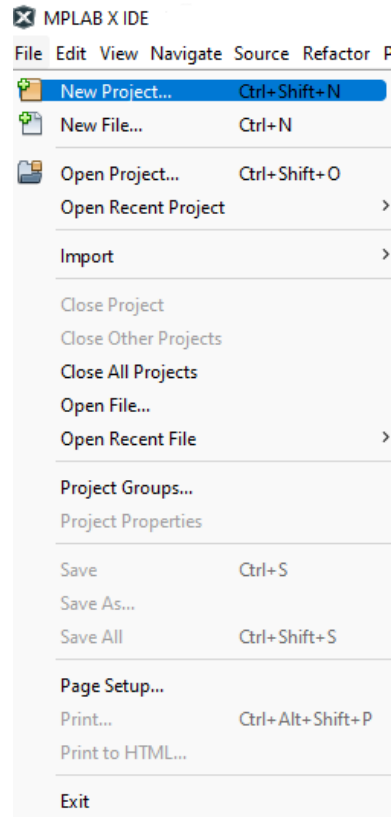 MPLAB X IDE
File Edit View Navigate Source Refactor P
New Project... Ctrl+Shift+N
New File... Ctrl+N
Open Project... Ctrl+Shift+O
Open Recent Project
Import
Close Project
Close Other Projects
Close All Projects
Open File...
Open Recent File
Project Groups...
Project Properties
Save Ctrl+S
Save As...
Save All Ctrl+Shift+S
Page Setup...
Print... Ctrl+Alt+Shift+P
Print to HTML...
Exit